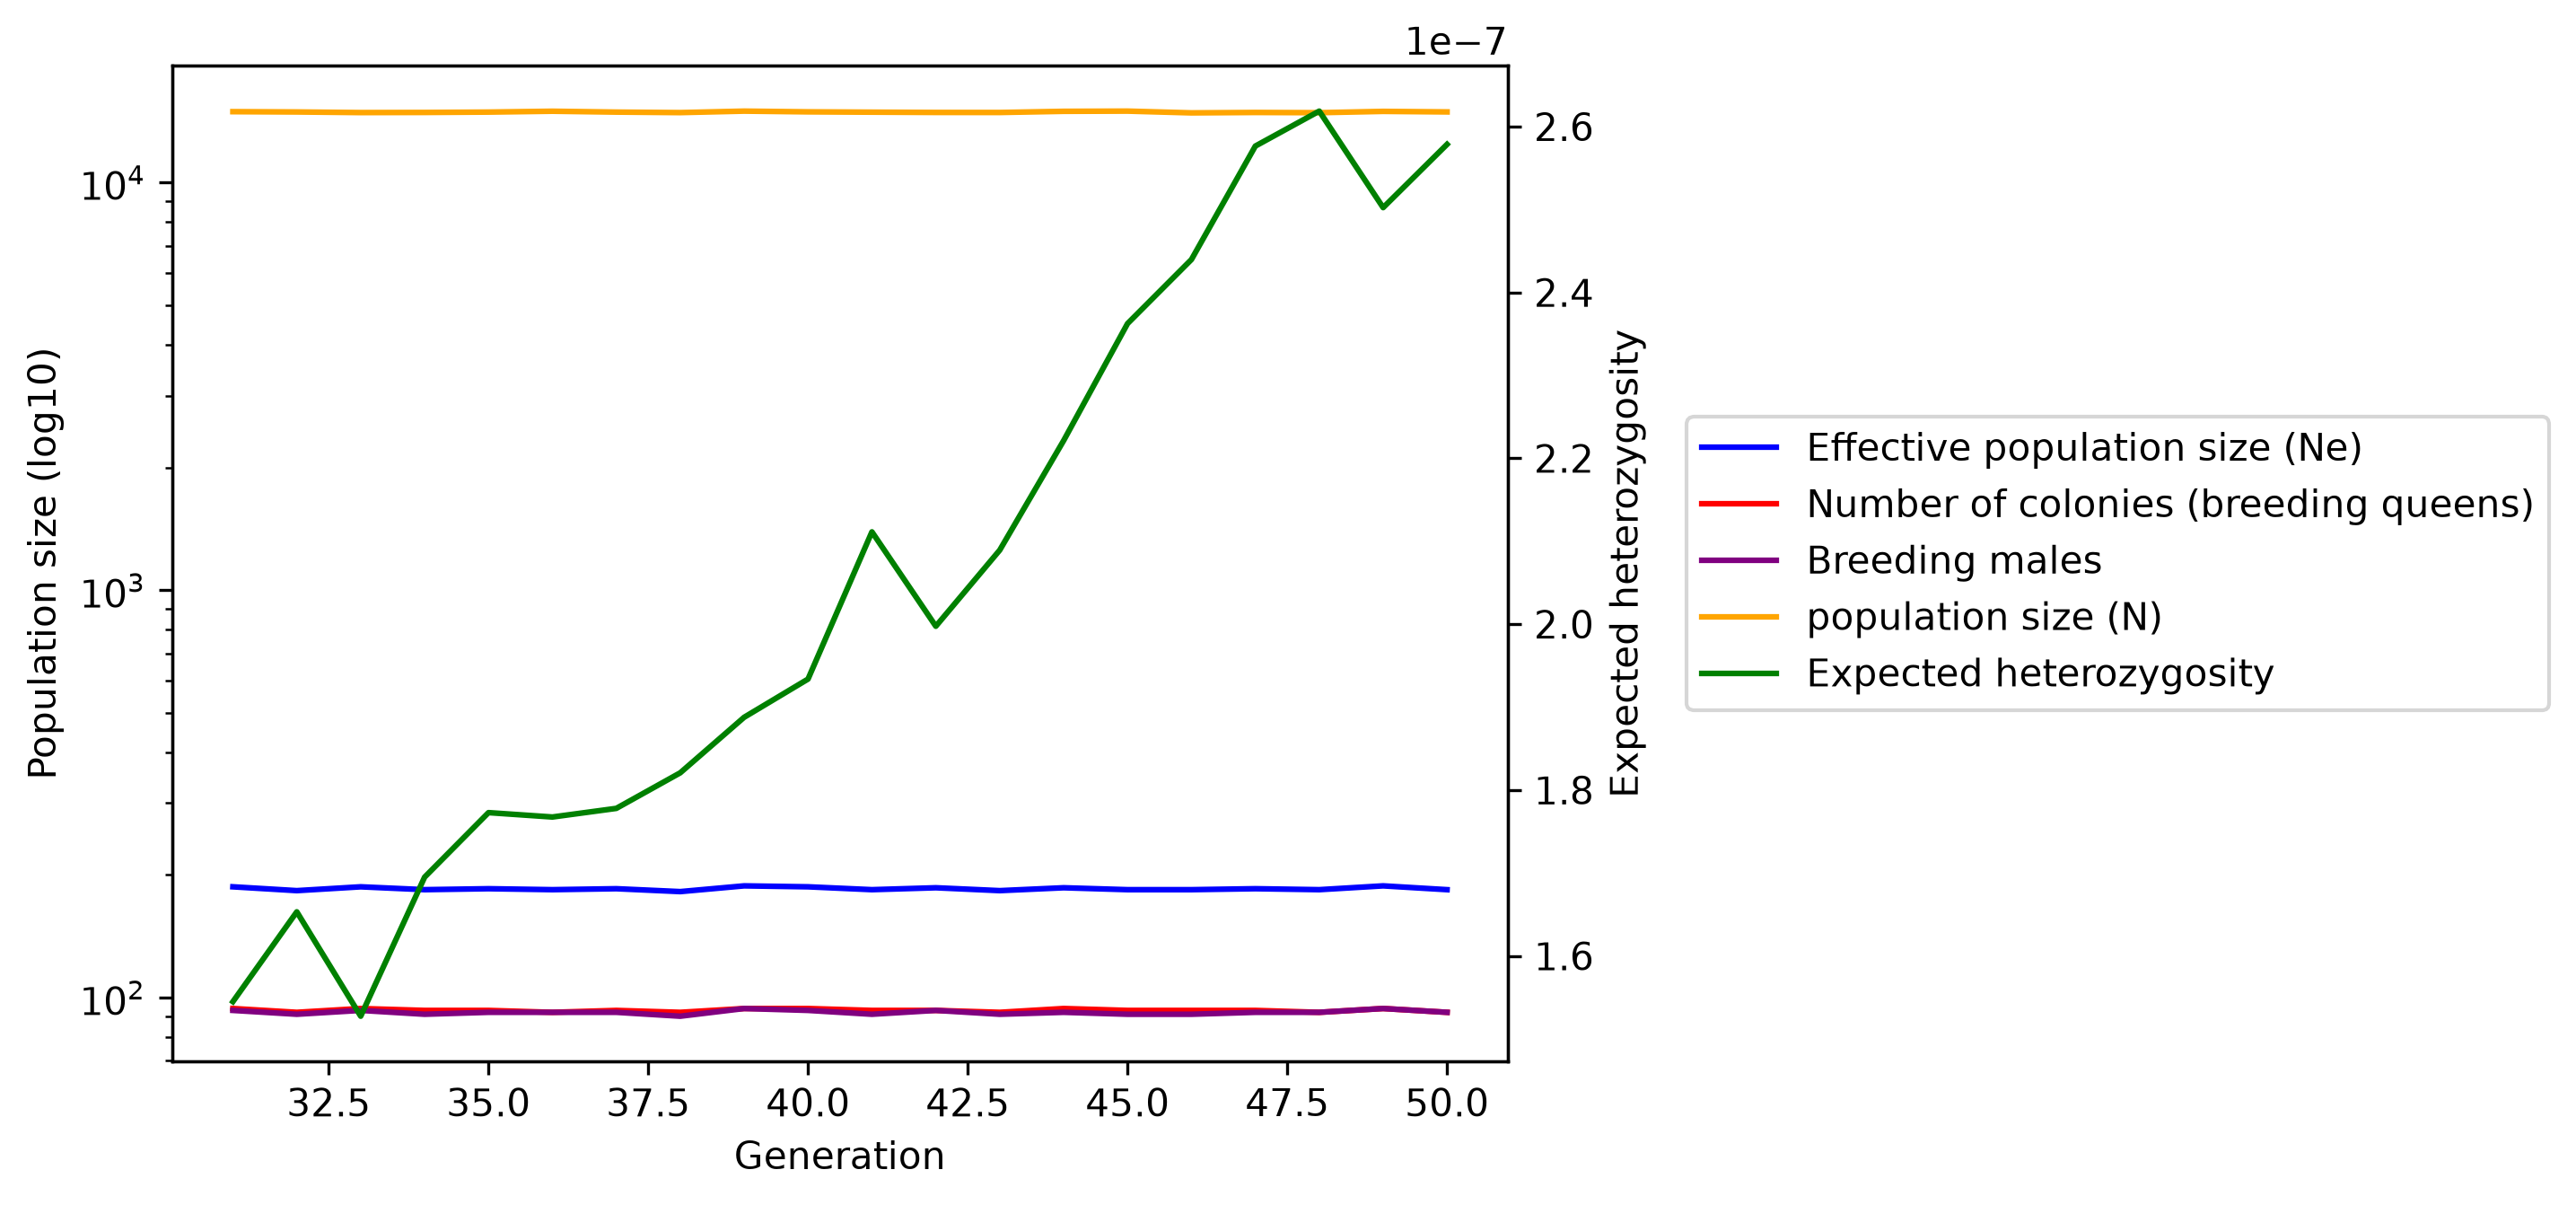 1e−7
10⁴
10³
10²
Population size (log10)
2.6
2.4
2.2
2.0
1.8
1.6
Expected heterozygosity
32.5 35.0 37.5 40.0 42.5 45.0 47.5 50.0
Generation
Effective population size (Ne)
Number of colonies (breeding queens)
Breeding males
population size (N)
Expected heterozygosity